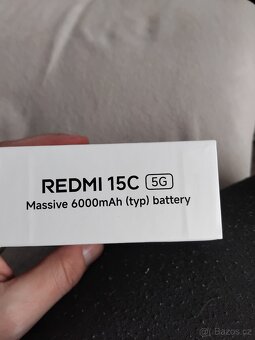 REDMI 15C 5G
Massive 6000mAh (typ) battery
Bazos.cz